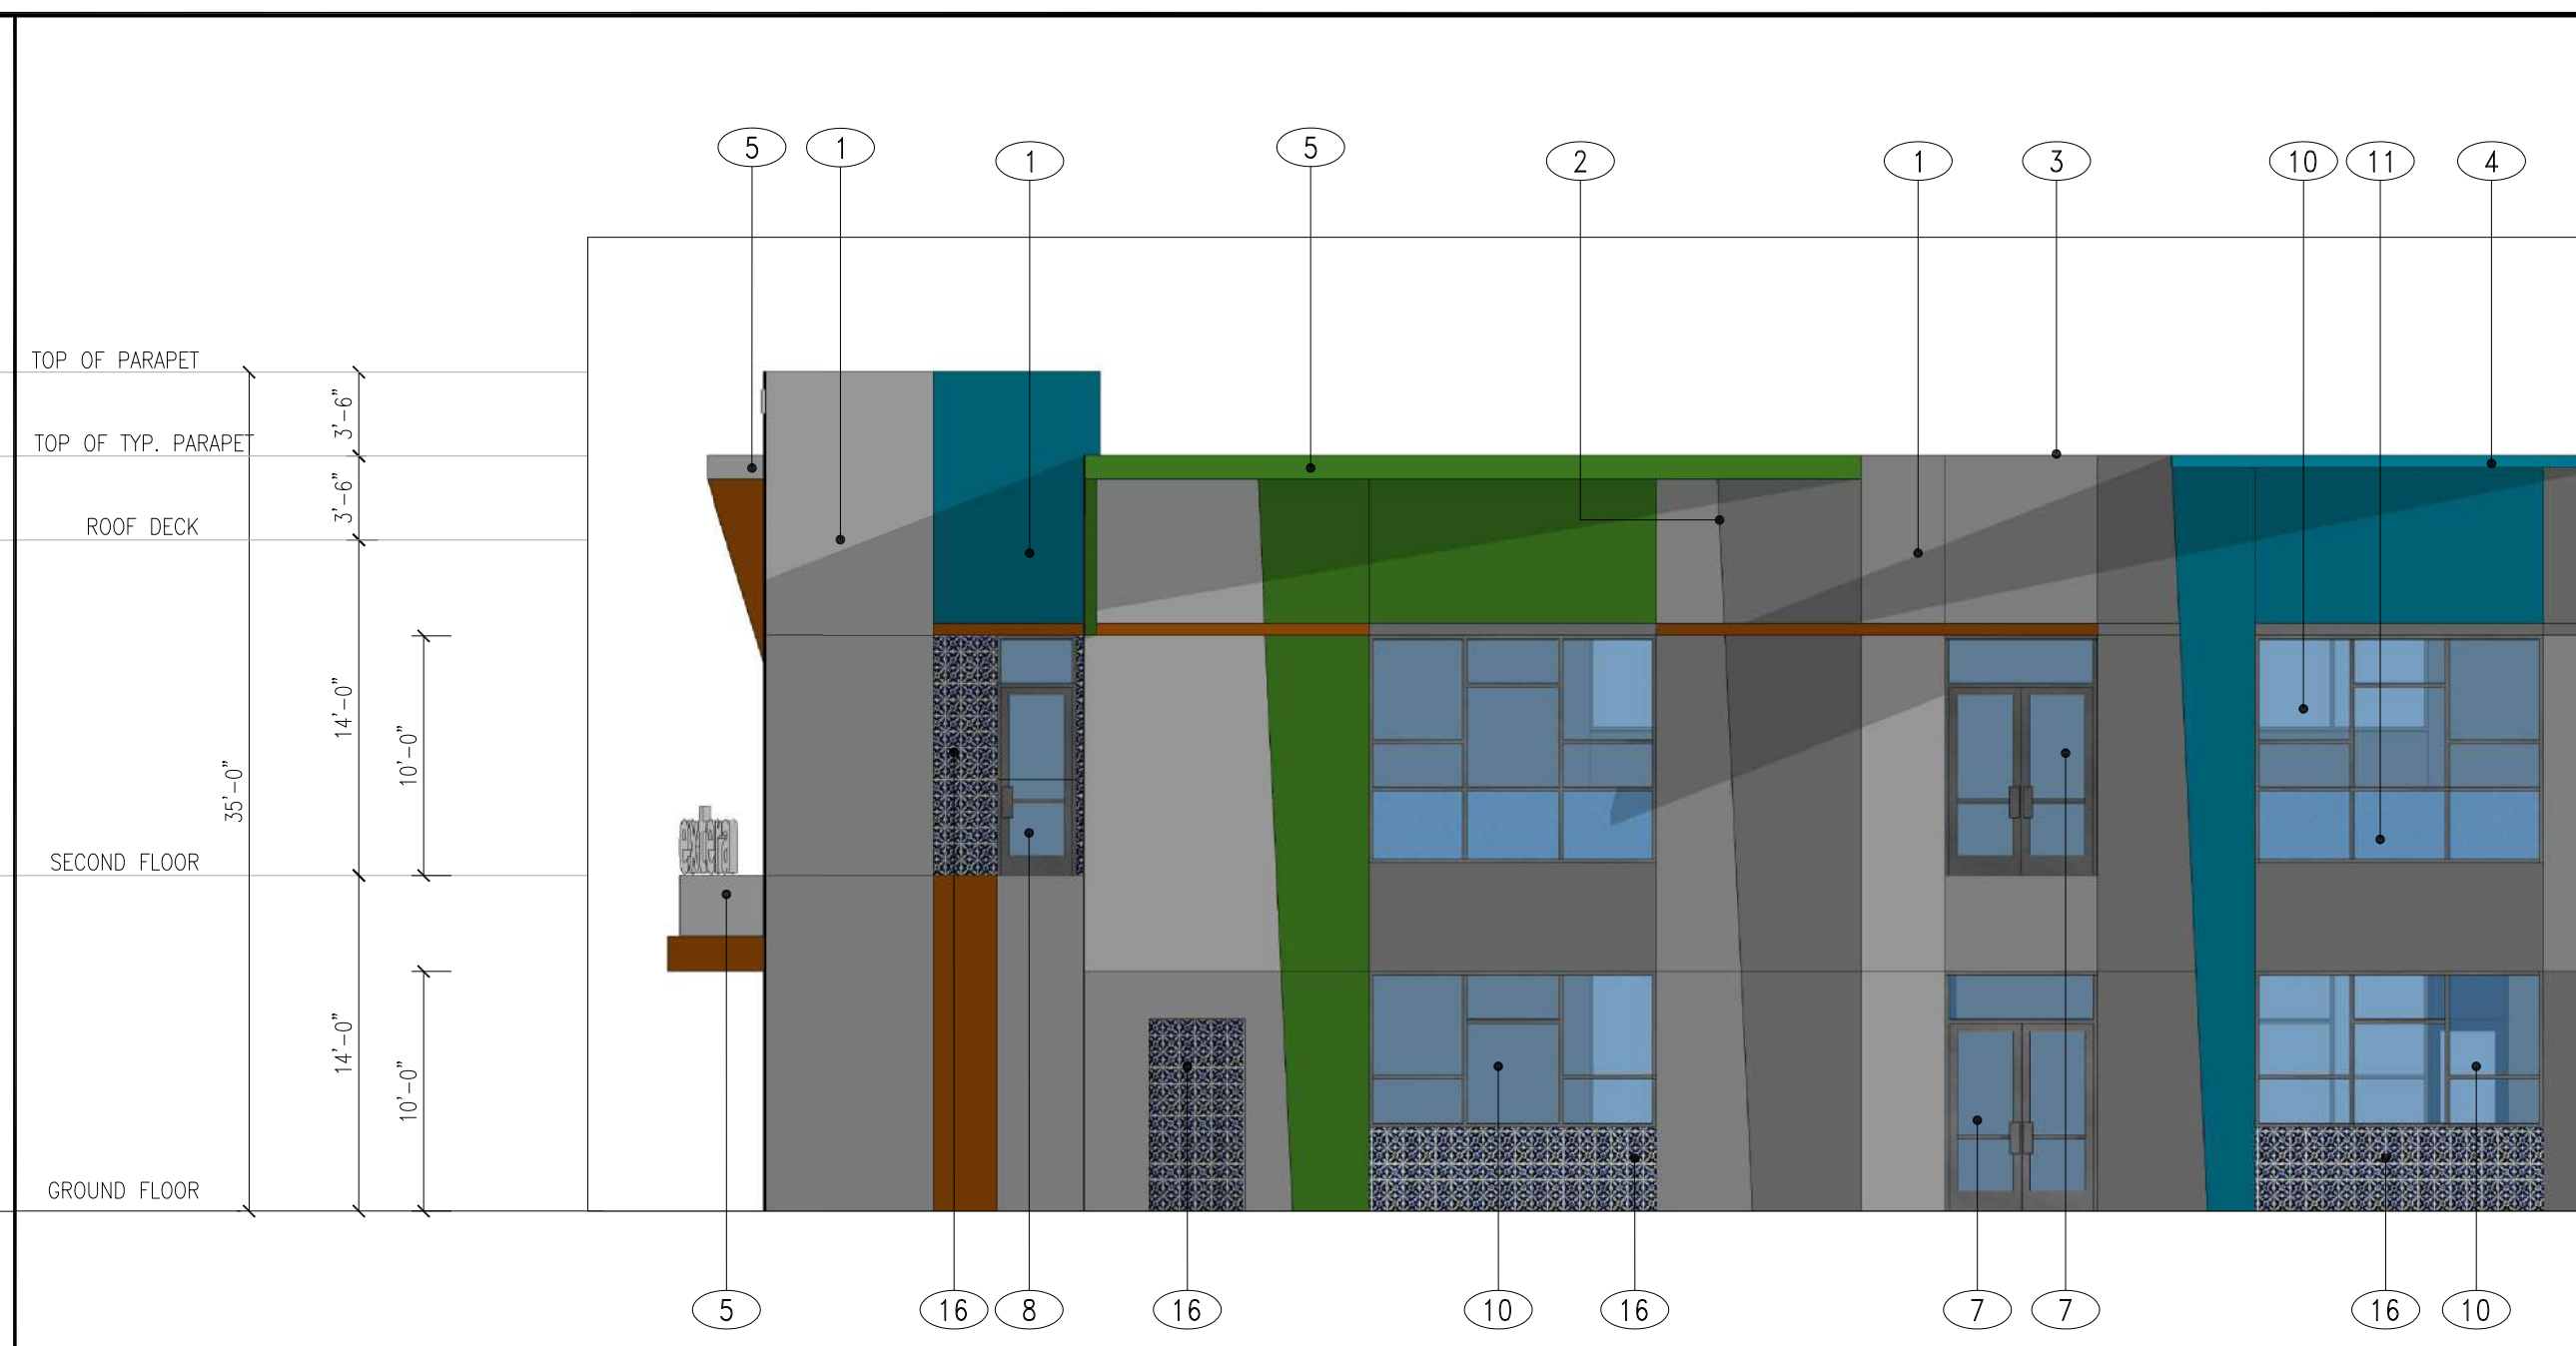 5 1 1 5 2 1 3 10 11 4
TOP OF PARAPET
3'-6"
TOP OF TYP. PARAPET
3'-6"
ROOF DECK
14'-0"
10'-0"
35'-0"
extera
SECOND FLOOR
14'-0"
10'-0"
GROUND FLOOR
5 16 8 16 10 16 7 7 16 10